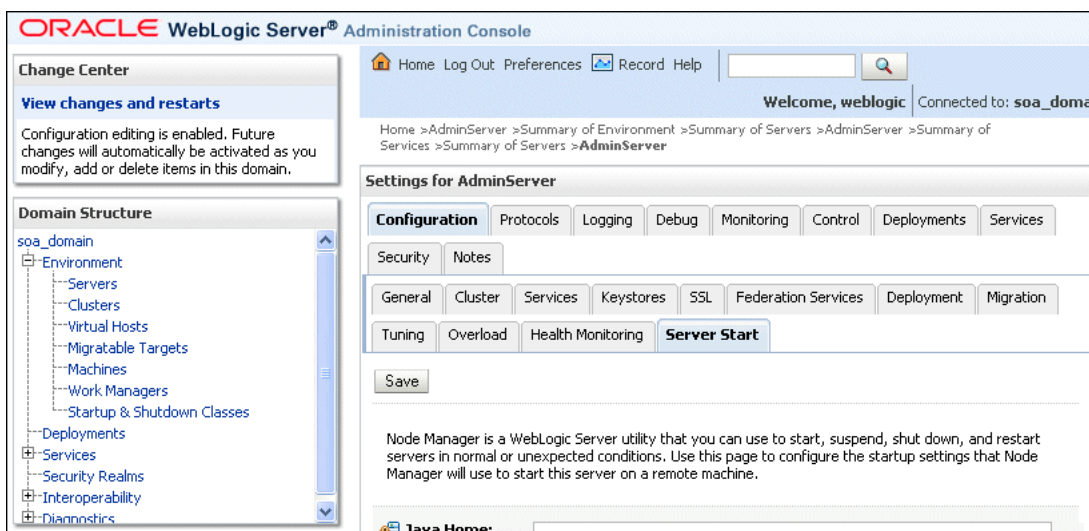 ORACLE WebLogic Server® Administration Console
Change Center
View changes and restarts
Configuration editing is enabled. Future
changes will automatically be activated as you
modify, add or delete items in this domain.
Domain Structure
soa_domain
Environment
Servers
Clusters
Virtual Hosts
Migratable Targets
Machines
Work Managers
Startup & Shutdown Classes
Deployments
Services
Security Realms
Interoperability
Diagnostics
Home Log Out Preferences Record Help
Welcome, weblogic Connected to: soa_doma
Home >AdminServer >Summary of Environment >Summary of Servers >AdminServer >Summary of
Services >Summary of Servers >AdminServer
Settings for AdminServer
Configuration Protocols Logging Debug Monitoring Control Deployments Services
Security Notes
General Cluster Services Keystores SSL Federation Services Deployment Migration
Tuning Overload Health Monitoring Server Start
Save
Node Manager is a WebLogic Server utility that you can use to start, suspend, shut down, and restart
servers in normal or unexpected conditions. Use this page to configure the startup settings that Node
Manager will use to start this server on a remote machine.
Java Home: